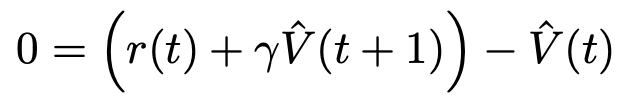 0 = (r(t) + γV̂(t + 1)) − V̂(t)